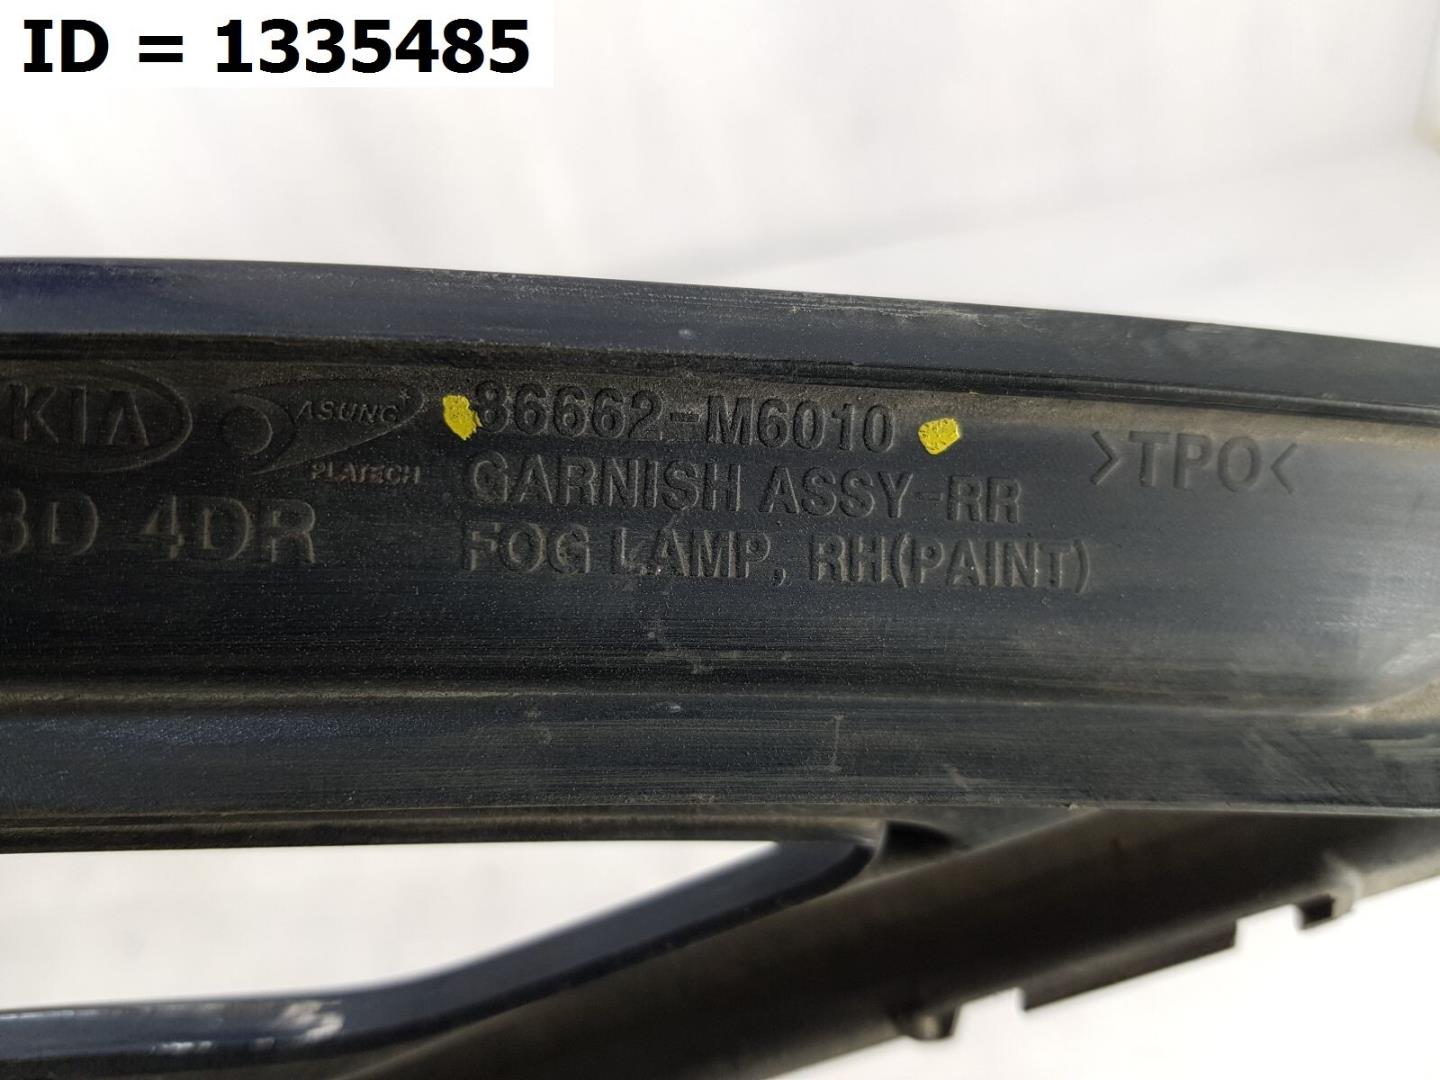 ID = 1335485
KIA ASUNG PLATECH 86662-M6010 >TPO<
GARNISH ASSY-RR
4DR FOG LAMP, RH(PAINT)